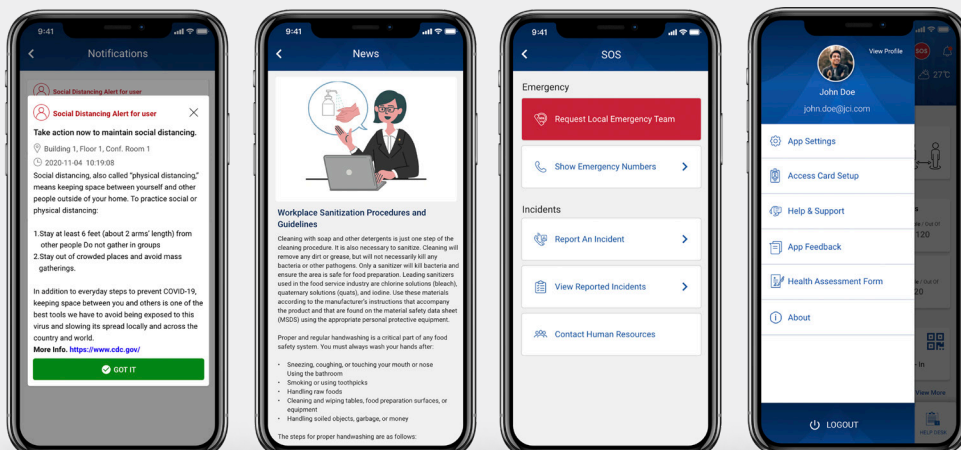 9:41
Notifications
Social Distancing Alert for user
Social Distancing Alert for user
Take action now to maintain social distancing.
Building 1, Floor 1, Conf. Room 1
2020-11-04 10:19:08
Social distancing, also called "physical distancing,"
means keeping space between yourself and other
people outside of your home. To practice social or
physical distancing:
1.Stay at least 6 feet (about 2 arms' length) from
other people Do not gather in groups
2.Stay out of crowded places and avoid mass
gatherings.
In addition to everyday steps to prevent COVID-19,
keeping space between you and others is one of the
best tools we have to avoid being exposed to this
virus and slowing its spread locally and across the
country and world.
More Info. https://www.cdc.gov/
GOT IT
9:41
News
Workplace Sanitization Procedures and
Guidelines
Cleaning with soap and other detergents is just one step of the
cleaning procedure. It is also necessary to sanitize. Cleaning will
remove any dirt or grease, but will not necessarily kill any
bacteria or other pathogens. Only a sanitizer will kill bacteria and
ensure the area is safe for food preparation. Leading sanitizers
used in the food service industry are chlorine solutions (bleach),
quaternary solutions (quats), and iodine. Use these materials
according to the manufacturer's instructions that accompany
the product and that are found on the material safety data sheet
(MSDS) using the appropriate personal protective equipment.
Proper and regular handwashing is a critical part of any food
safety system. You must always wash your hands after:
• Sneezing, coughing, or touching your mouth or nose
Using the bathroom
• Smoking or using toothpicks
• Handling raw foods
• Cleaning and wiping tables, food preparation surfaces, or
equipment
• Handling soiled objects, garbage, or money
The steps for proper handwashing are as follows:
9:41
SOS
Emergency
Request Local Emergency Team
Show Emergency Numbers
Incidents
Report An Incident
View Reported Incidents
Contact Human Resources
View Profile
SOS
27°C
John Doe
john.doe@jci.com
App Settings
Access Card Setup
Help & Support
App Feedback
Health Assessment Form
About
/ Out Of
120
/ Out Of
20
- In
View More
LOGOUT
HELP DESK